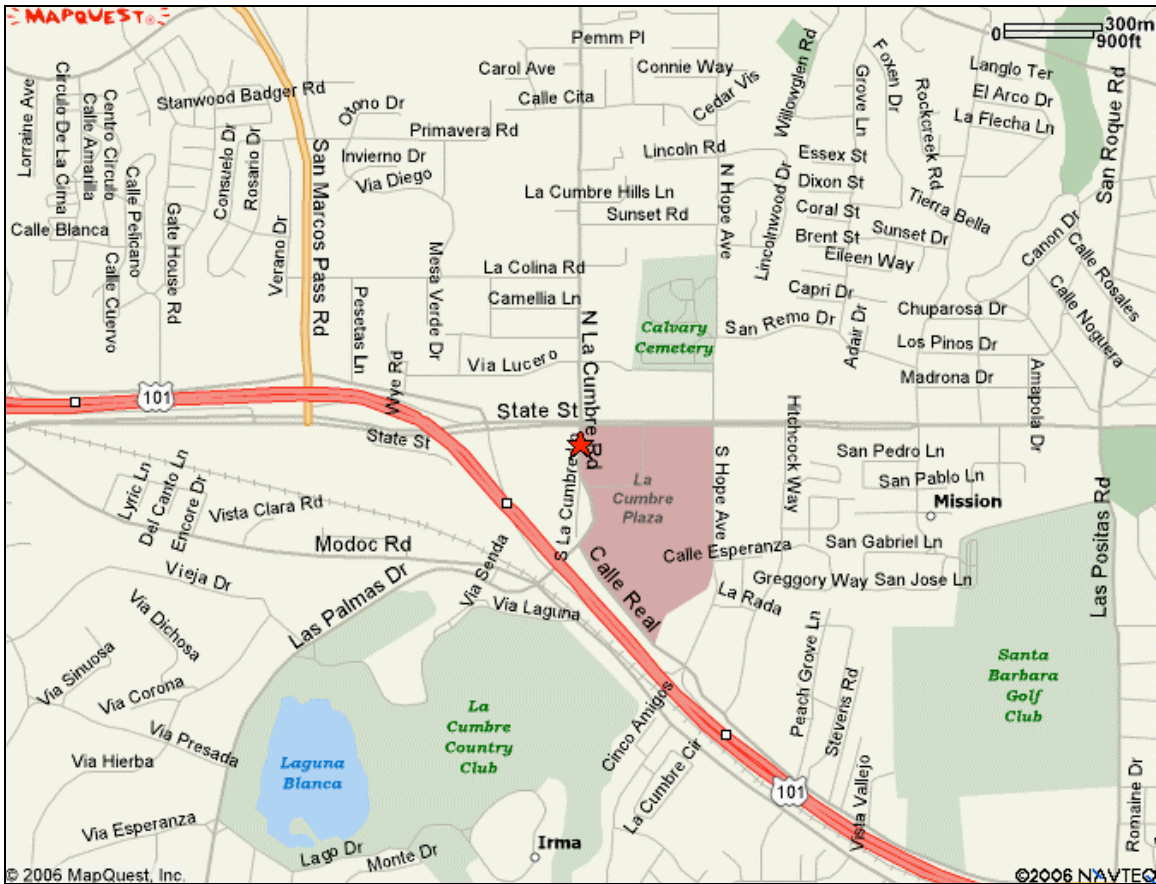 MAPQUEST®
300m
0
900ft
Pemm Pl
Carol Ave
Connie Way
Willowglen Rd
Foxen Dr
Langlo Ter
Circulo De La Cima
Calle Amarilla
Centro Circulo
Lorraine Ave
Stanwood Badger Rd
Otono Dr
Calle Cita
Cedar Vis
Grove Ln
Rockcreek Rd
El Arco Dr
La Flecha Ln
San Roque Rd
Primavera Rd
Consuelo Dr
Rosario Dr
San Marcos Pass Rd
Invierno Dr
Via Diego
Lincoln Rd
Essex St
Dixon St
N Hope Ave
Lincolnwood Dr
Calle Pelicano
Gate House Rd
La Cumbre Hills Ln
Sunset Rd
Coral St
Sunset Dr
Tierra Bella
Calle Blanca
Calle Cuervo
Verano Dr
Mesa Verde Dr
Brent St
Eileen Way
Canon Dr
Calle Rosales
La Colina Rd
Camellia Ln
Pesetas Ln
Capri Dr
Chuparosa Dr
Calle Noguera
N La Cumbre Rd
Calvary
Cemetery
San Remo Dr
Adair Dr
Los Pinos Dr
Via Lucero
Wye Rd
Madrona Dr
Amapola Dr
101
State St
State St
Hitchcock Way
S Hope Ave
San Pedro Ln
San Pablo Ln
Mission
La
Cumbre
Plaza
S La Cumbre
Lyric Ln
Del Canto Ln
Encore Dr
Vista Clara Rd
Modoc Rd
Las Positas Rd
Calle Esperanza
San Gabriel Ln
Greggory Way
San Jose Ln
La Rada
Calle Real
Via Senda
Via Laguna
Vieja Dr
Las Palmas Dr
Via Dichosa
Via Sinuosa
Via Corona
Via Presada
Via Hierba
Via Esperanza
Peach Grove Ln
Stevens Rd
Santa
Barbara
Golf
Club
La
Cumbre
Country
Club
Laguna
Blanca
Cinco Amigos
La Cumbre Cir
101
Vista Vallejo
Romaine Dr
Lago Dr
Monte Dr
Irma
© 2006 MapQuest, Inc.
©2006 NAVTEQ